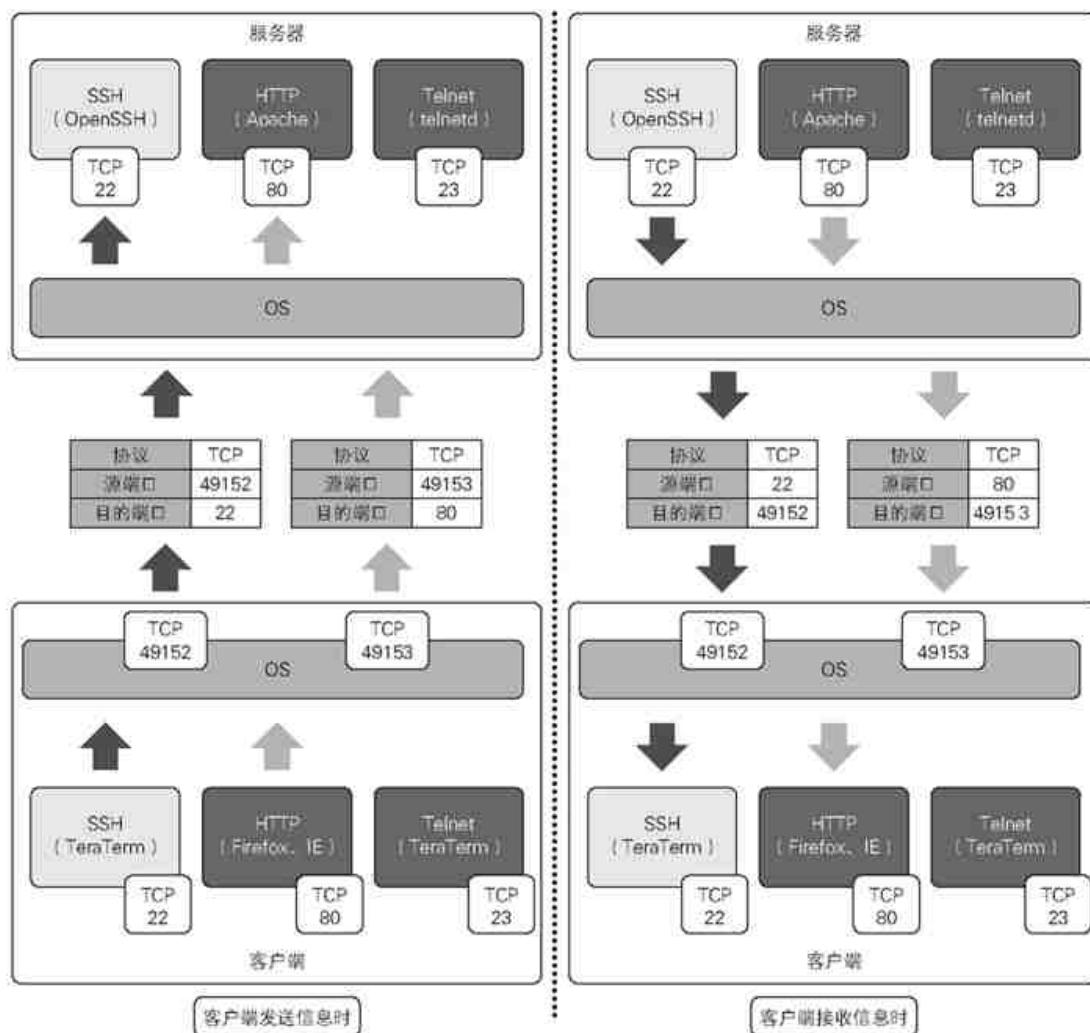 服务器
SSH
（OpenSSH）
HTTP
（Apache）
Telnet
（telnetd）
TCP
22
TCP
80
TCP
23
OS
协议 TCP
源端口 49152
目的端口 22
协议 TCP
源端口 49153
目的端口 80
TCP
49152
TCP
49153
OS
SSH
（TeraTerm）
HTTP
（Firefox、IE）
Telnet
（TeraTerm）
TCP
22
TCP
80
TCP
23
客户端
客户端发送信息时
服务器
SSH
（OpenSSH）
HTTP
（Apache）
Telnet
（telnetd）
TCP
22
TCP
80
TCP
23
OS
协议 TCP
源端口 22
目的端口 49152
协议 TCP
源端口 80
目的端口 49153
TCP
49152
TCP
49153
OS
SSH
（TeraTerm）
HTTP
（Firefox、IE）
Telnet
（TeraTerm）
TCP
22
TCP
80
TCP
23
客户端
客户端接收信息时